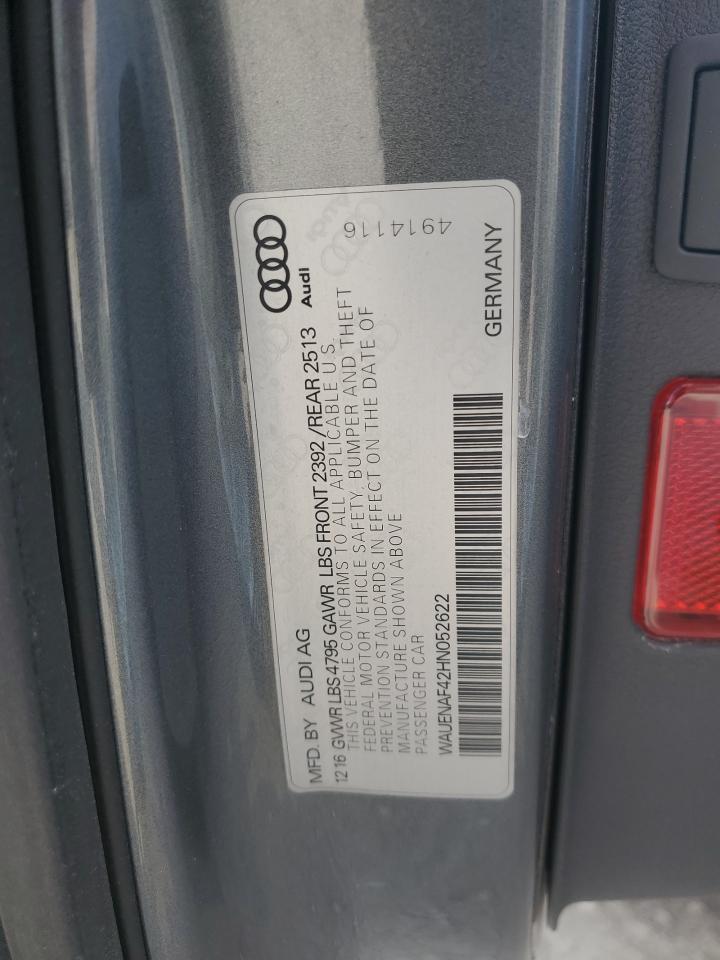 MFD. BY AUDI AG
Audi
12 16 GVWR LBS 4795 GAWR LBS FRONT 2392 /REAR 2513
THIS VEHICLE CONFORMS TO ALL APPLICABLE U.S.
FEDERAL MOTOR VEHICLE SAFETY, BUMPER AND THEFT
PREVENTION STANDARDS IN EFFECT ON THE DATE OF
MANUFACTURE SHOWN ABOVE
PASSENGER CAR
4914116
WAUENAF42HN052622
GERMANY